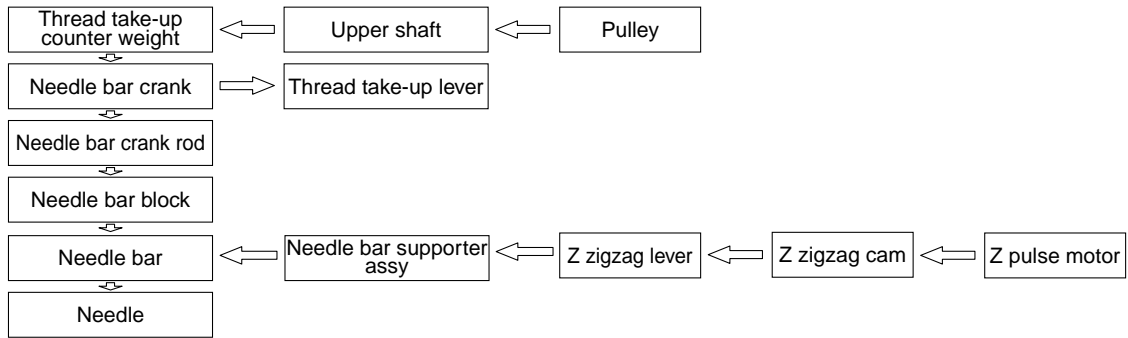 Thread take-up
counter weight
Upper shaft
Pulley
Needle bar crank
Thread take-up lever
Needle bar crank rod
Needle bar block
Needle bar
Needle bar supporter
assy
Z zigzag lever
Z zigzag cam
Z pulse motor
Needle